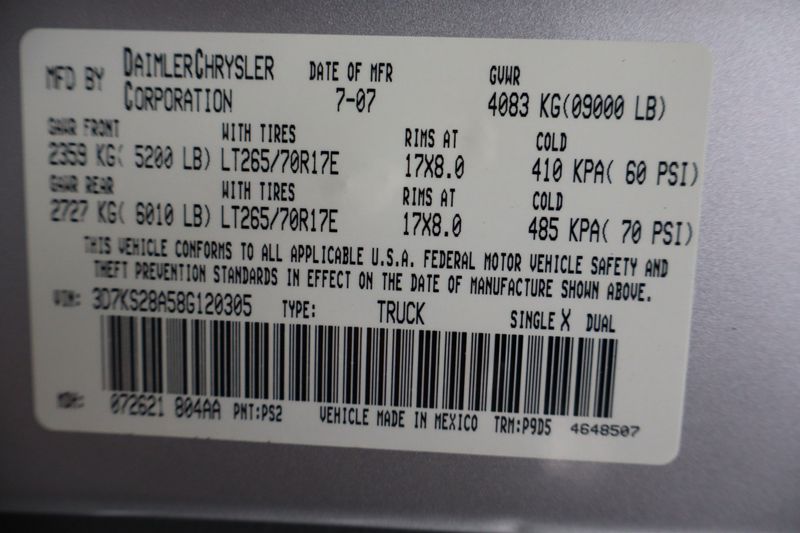 MFD BY DAIMLERCHRYSLER CORPORATION DATE OF MFR 7-07 GVWR 4083 KG(09000 LB)
GAWR FRONT WITH TIRES RIMS AT COLD
2359 KG( 5200 LB) LT265/70R17E 17X8.0 410 KPA( 60 PSI)
GAWR REAR WITH TIRES RIMS AT COLD
2727 KG( 6010 LB) LT265/70R17E 17X8.0 485 KPA( 70 PSI)
THIS VEHICLE CONFORMS TO ALL APPLICABLE U.S.A. FEDERAL MOTOR VEHICLE SAFETY AND
THEFT PREVENTION STANDARDS IN EFFECT ON THE DATE OF MANUFACTURE SHOWN ABOVE.
VIN: 3D7KS28A58G120305 TYPE: TRUCK SINGLE X DUAL
MDH: 072621 804AA PNT:PS2 VEHICLE MADE IN MEXICO TRM:P9D5 4648507